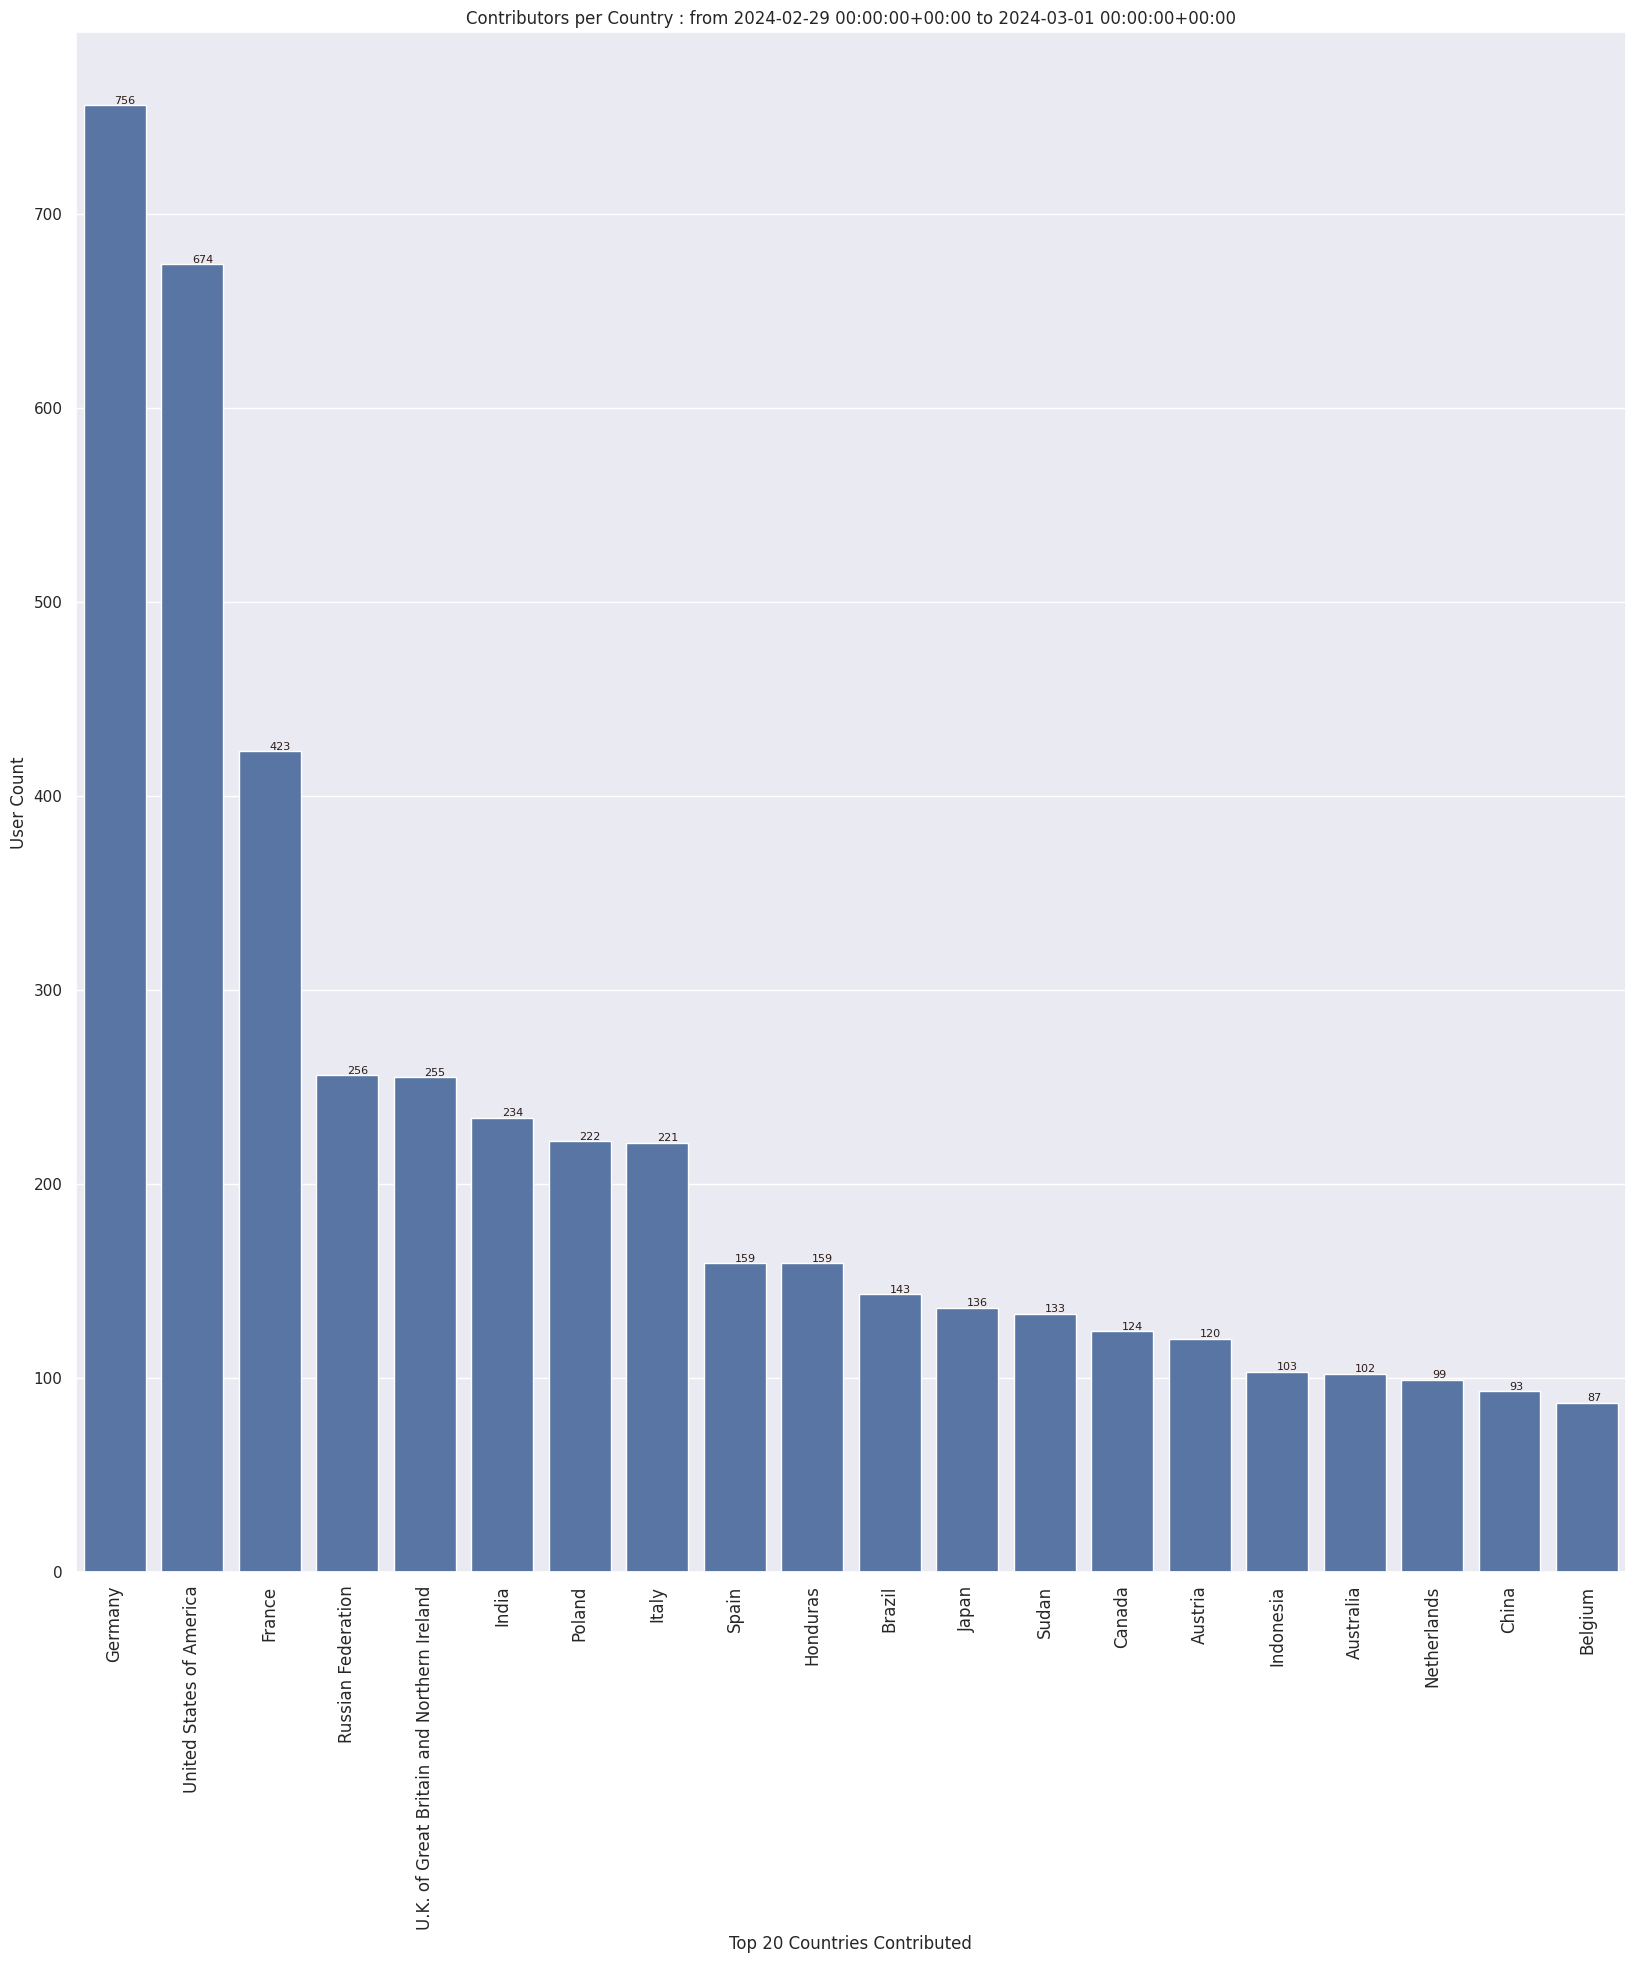 Contributors per Country : from 2024-02-29 00:00:00+00:00 to 2024-03-01 00:00:00+00:00
756
674
423
256
255
234
222
221
159
159
143
136
133
124
120
103
102
99
93
87
700
600
500
400
300
200
100
0
User Count
Germany
United States of America
France
Russian Federation
U.K. of Great Britain and Northern Ireland
India
Poland
Italy
Spain
Honduras
Brazil
Japan
Sudan
Canada
Austria
Indonesia
Australia
Netherlands
China
Belgium
Top 20 Countries Contributed